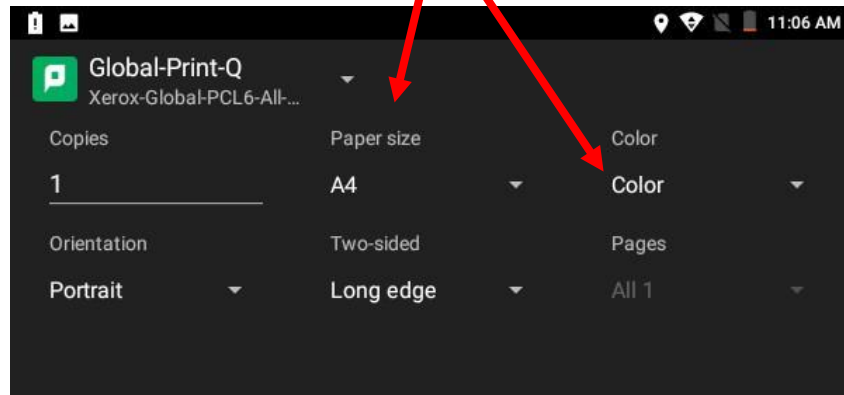 11:06 AM
Global-Print-Q
Xerox-Global-PCL6-All-...
Copies Paper size Color
1 A4 Color
Orientation Two-sided Pages
Portrait Long edge All 1